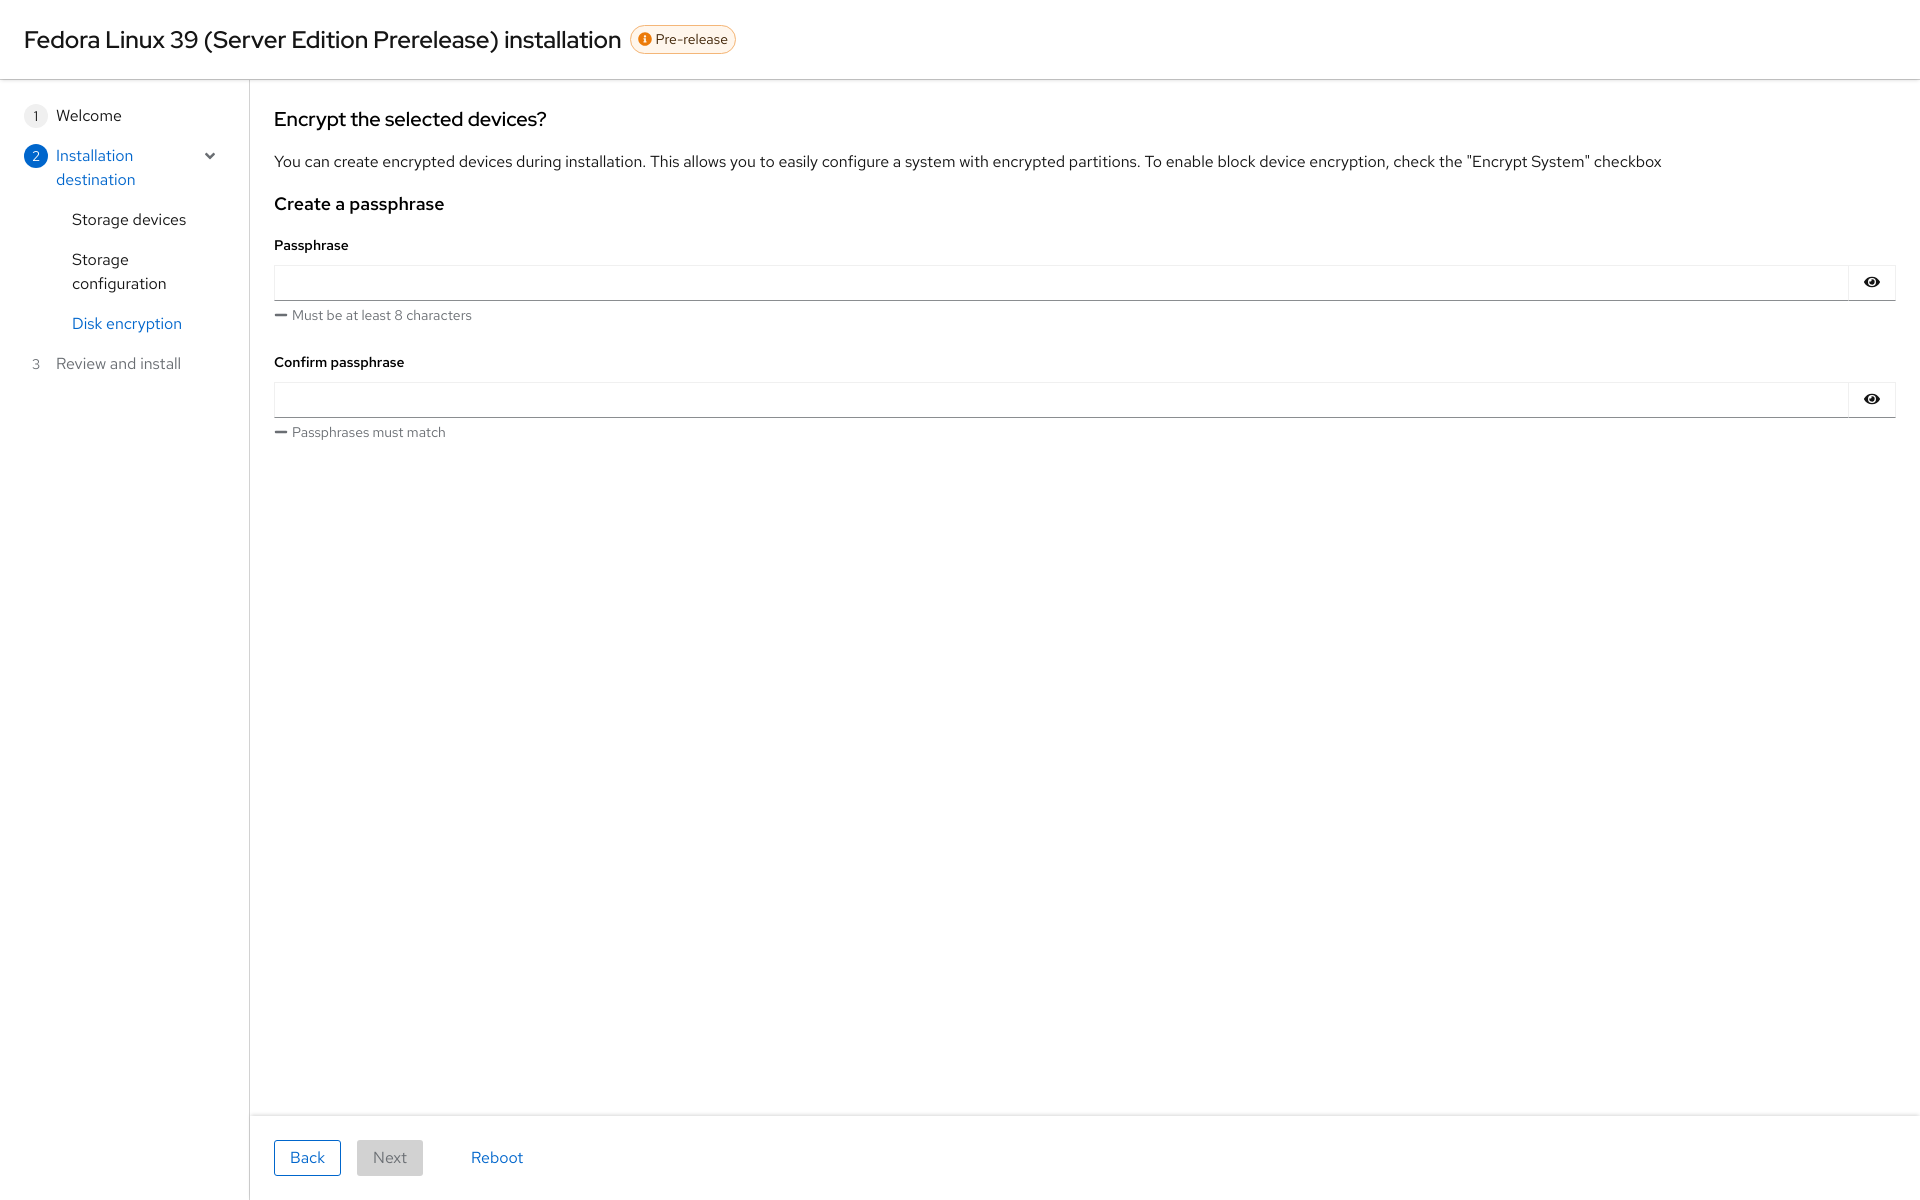 Fedora Linux 39 (Server Edition Prerelease) installation
Pre-release
1 Welcome
2 Installation
destination
Storage devices
Storage
configuration
Disk encryption
3 Review and install
Encrypt the selected devices?
You can create encrypted devices during installation. This allows you to easily configure a system with encrypted partitions. To enable block device encryption, check the "Encrypt System" checkbox
Create a passphrase
Passphrase
Must be at least 8 characters
Confirm passphrase
Passphrases must match
Back
Next
Reboot